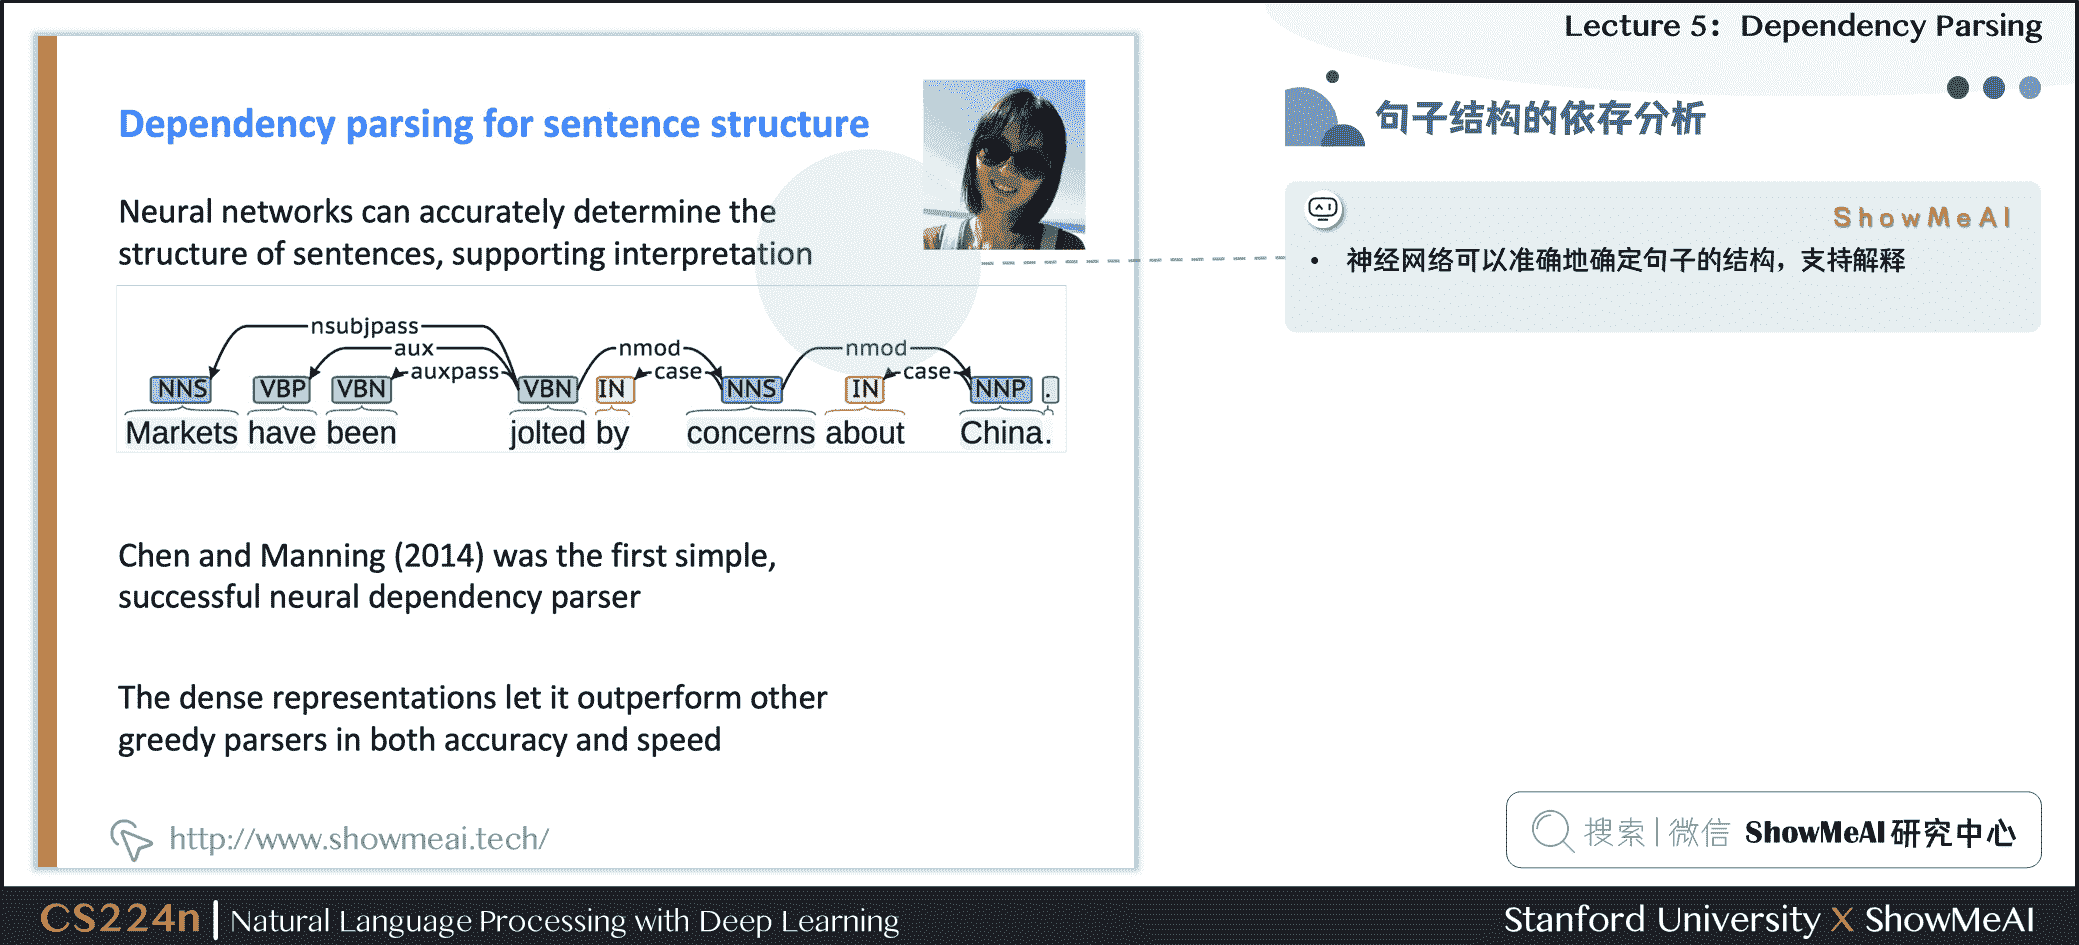 Lecture 5: Dependency Parsing
Dependency parsing for sentence structure
Neural networks can accurately determine the
structure of sentences, supporting interpretation
nsubjpass
aux
auxpass
nmod
case
nmod
case
NNS VBP VBN VBN IN NNS IN NNP .
Markets have been jolted by concerns about China.
Chen and Manning (2014) was the first simple,
successful neural dependency parser
The dense representations let it outperform other
greedy parsers in both accuracy and speed
http://www.showmeai.tech/
句子结构的依存分析
ShowMeAI
• 神经网络可以准确地确定句子的结构，支持解释
搜索|微信 ShowMeAI 研究中心
CS224n | Natural Language Processing with Deep Learning
Stanford University X ShowMeAI